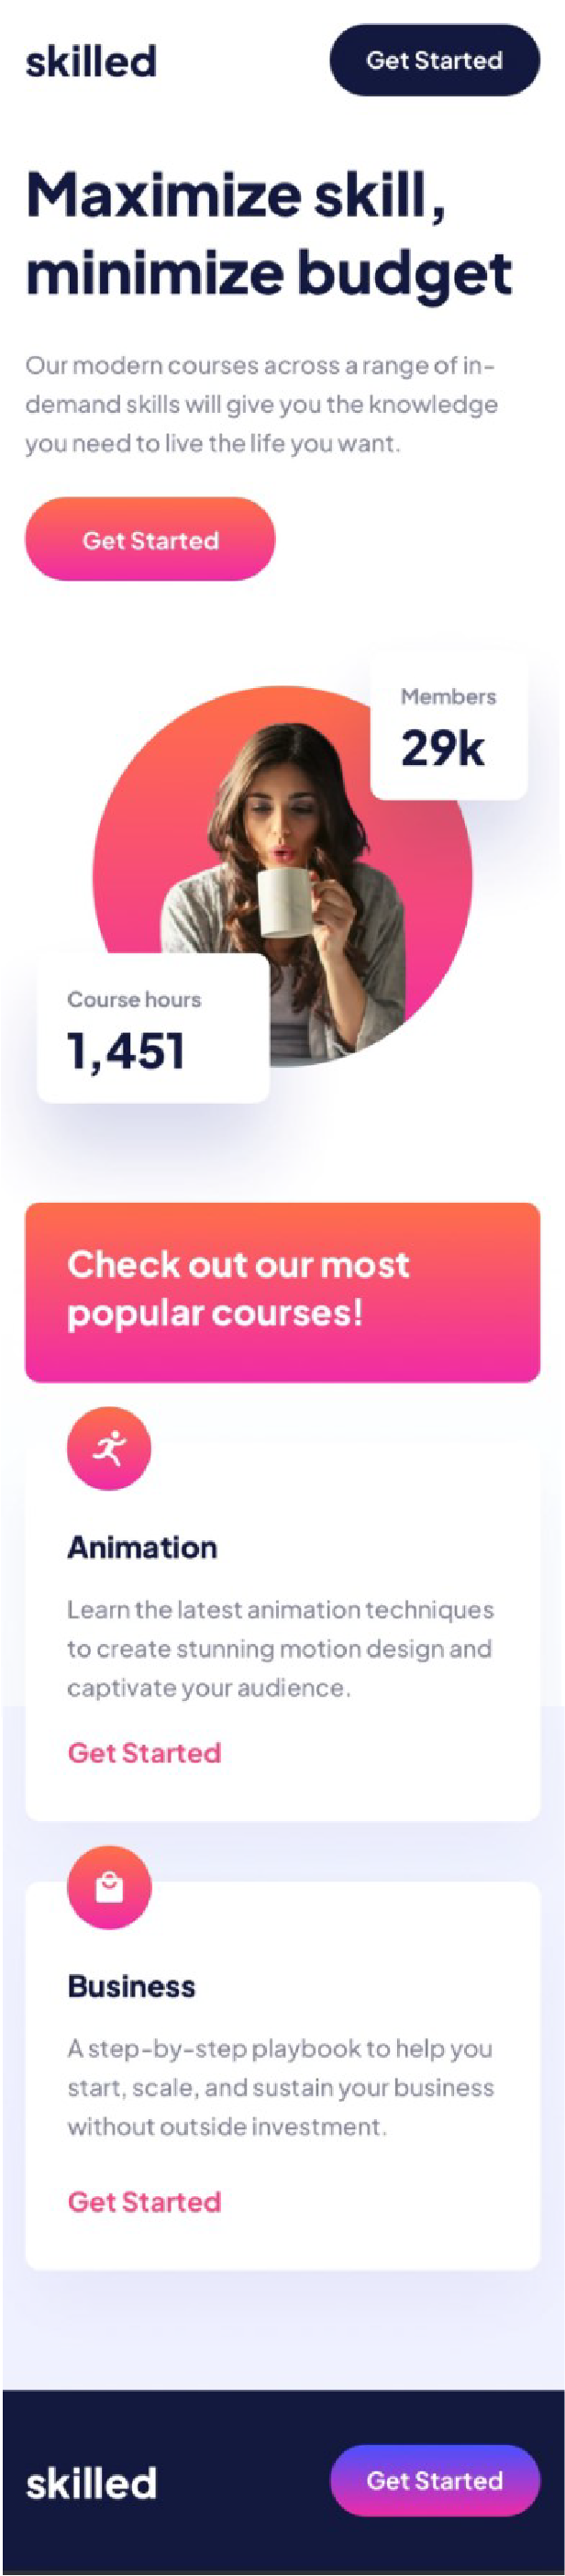 skilled
Get Started
Maximize skill,
minimize budget
Our modern courses across a range of in-
demand skills will give you the knowledge
you need to live the life you want.
Get Started
Members
29k
Course hours
1,451
Check out our most
popular courses!
Animation
Learn the latest animation techniques
to create stunning motion design and
captivate your audience.
Get Started
Business
A step-by-step playbook to help you
start, scale, and sustain your business
without outside investment.
Get Started
skilled
Get Started